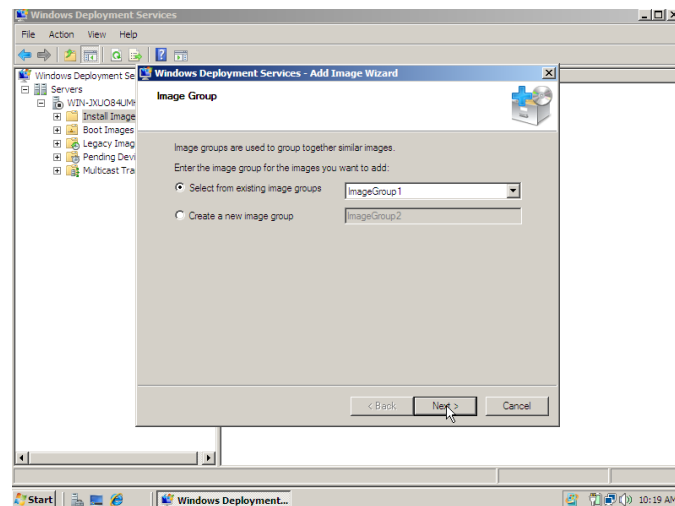 Windows Deployment Services
File Action View Help
Windows Deployment Se
Servers
WIN-JXUO84UMH
Install Image
Boot Images
Legacy Imag
Pending Devi
Multicast Tra
Windows Deployment Services - Add Image Wizard
Image Group
Image groups are used to group together similar images.
Enter the image group for the images you want to add:
Select from existing image groups
ImageGroup1
Create a new image group
ImageGroup2
< Back
Next >
Cancel
Start
Windows Deployment...
10:19 AM